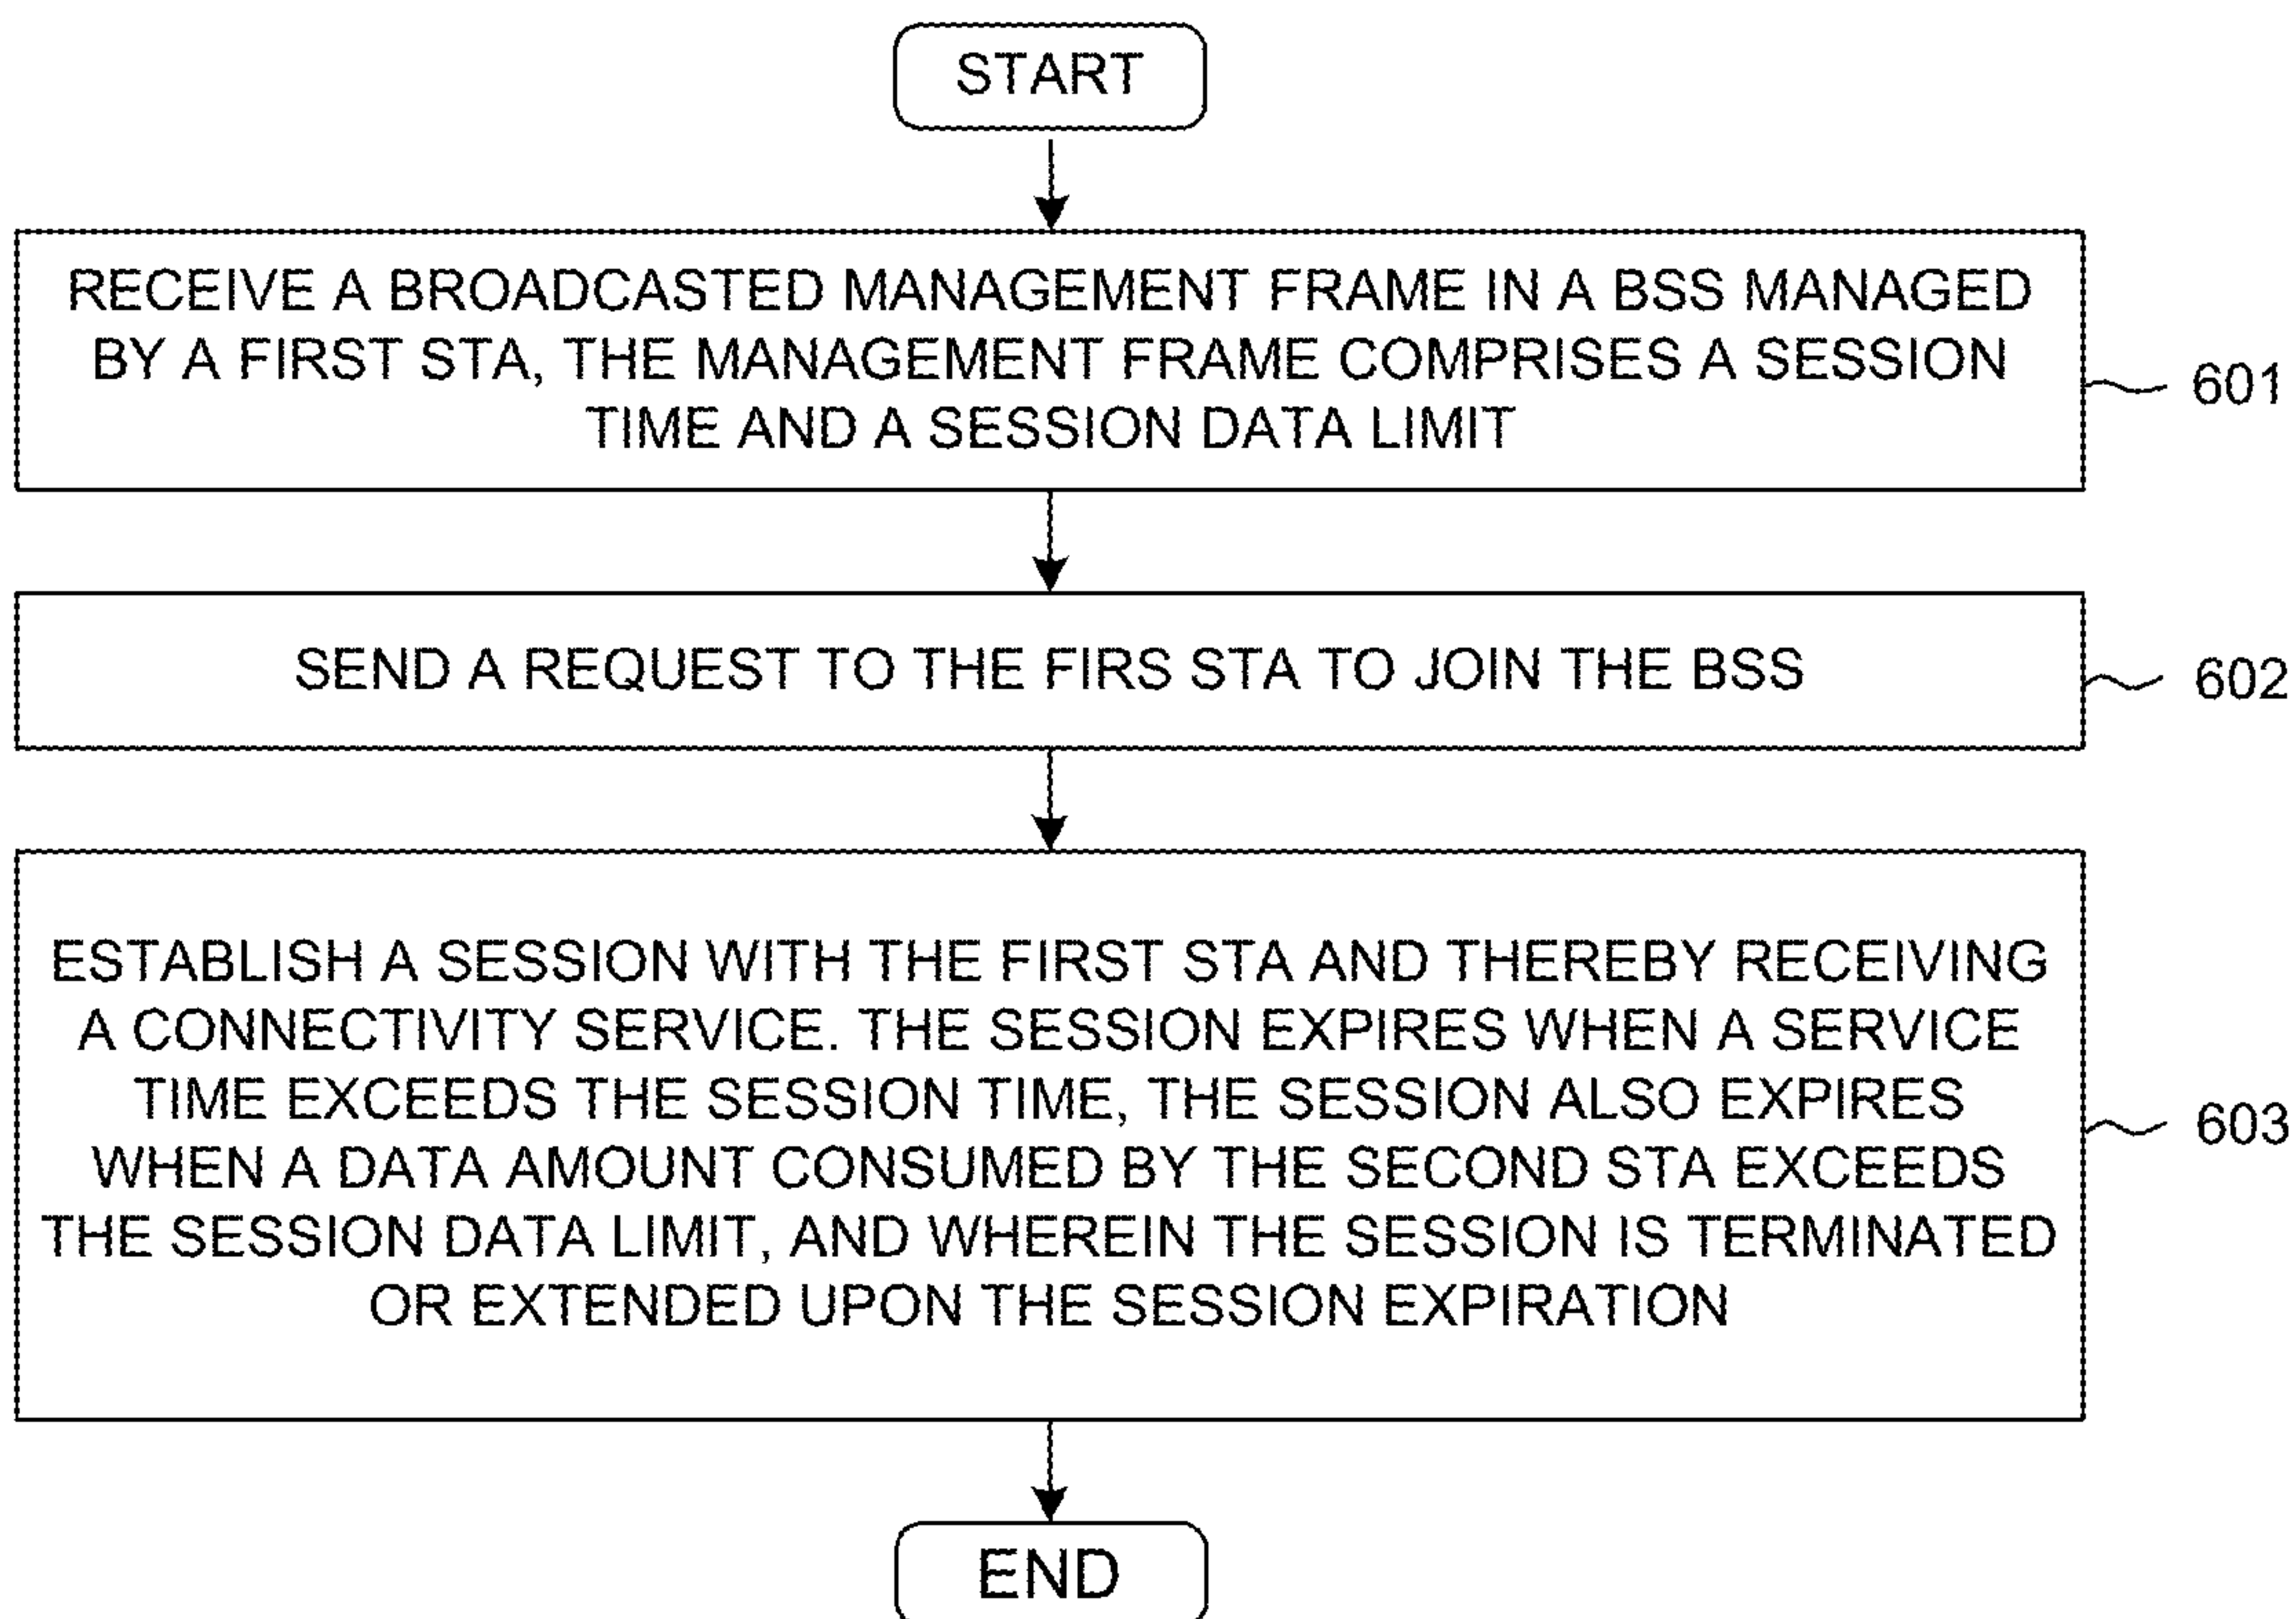 START
RECEIVE A BROADCASTED MANAGEMENT FRAME IN A BSS MANAGED
BY A FIRST STA, THE MANAGEMENT FRAME COMPRISES A SESSION
TIME AND A SESSION DATA LIMIT
601
SEND A REQUEST TO THE FIRS STA TO JOIN THE BSS
602
ESTABLISH A SESSION WITH THE FIRST STA AND THEREBY RECEIVING
A CONNECTIVITY SERVICE. THE SESSION EXPIRES WHEN A SERVICE
TIME EXCEEDS THE SESSION TIME, THE SESSION ALSO EXPIRES
WHEN A DATA AMOUNT CONSUMED BY THE SECOND STA EXCEEDS
THE SESSION DATA LIMIT, AND WHEREIN THE SESSION IS TERMINATED
OR EXTENDED UPON THE SESSION EXPIRATION
603
END